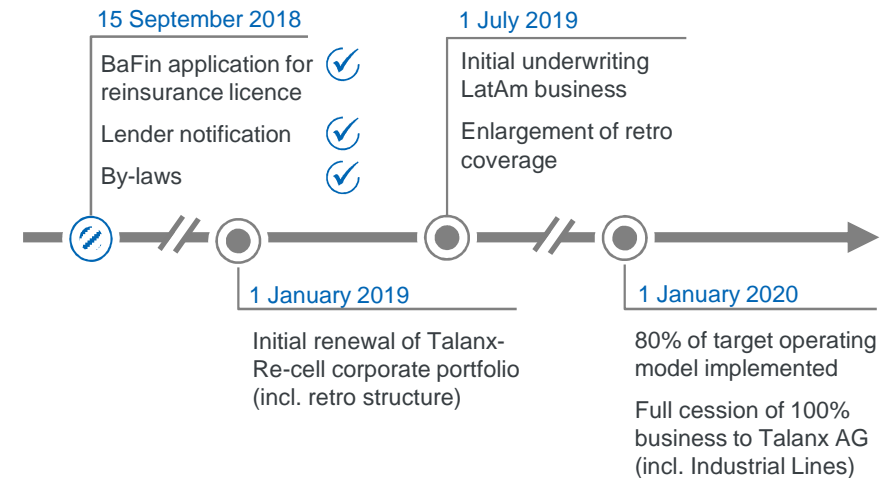 15 September 2018
BaFin application for
reinsurance licence
Lender notification
By-laws
1 January 2019
Initial renewal of Talanx-
Re-cell corporate portfolio
(incl. retro structure)
1 July 2019
Initial underwriting
LatAm business
Enlargement of retro
coverage
1 January 2020
80% of target operating
model implemented
Full cession of 100%
business to Talanx AG
(incl. Industrial Lines)